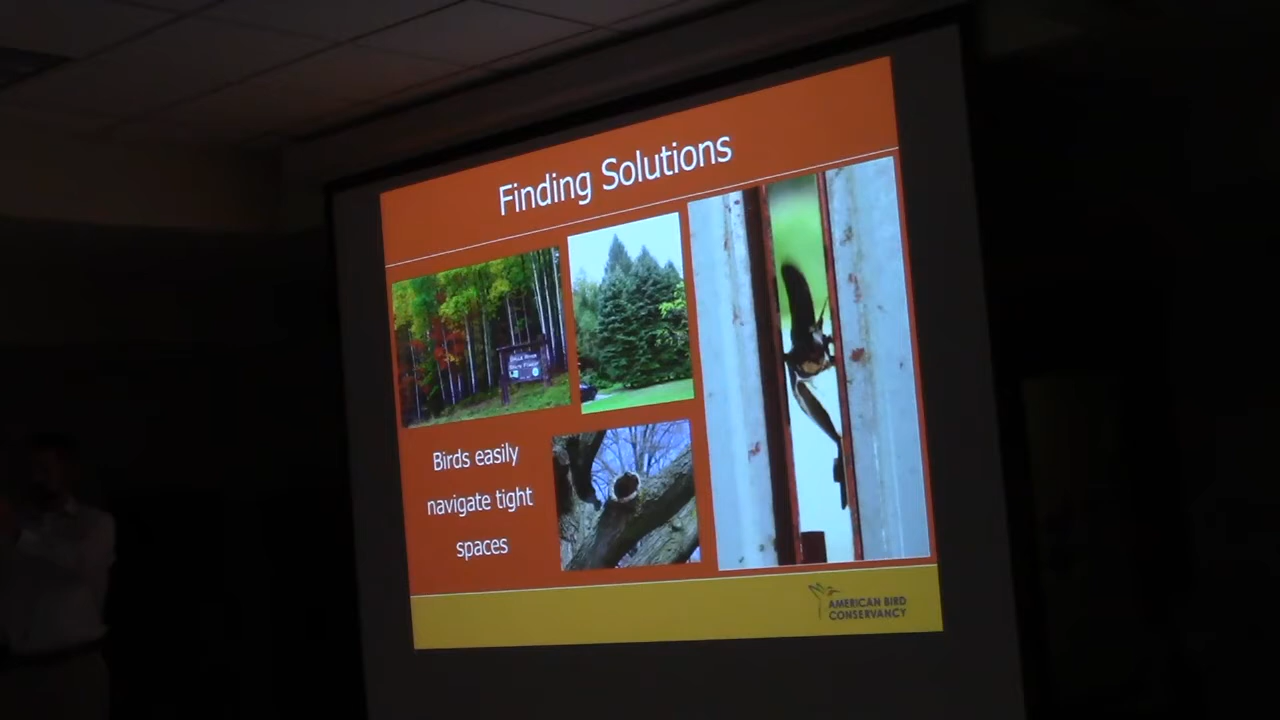 Finding Solutions
Birds easily
navigate tight
spaces
AMERICAN BIRD
CONSERVANCY